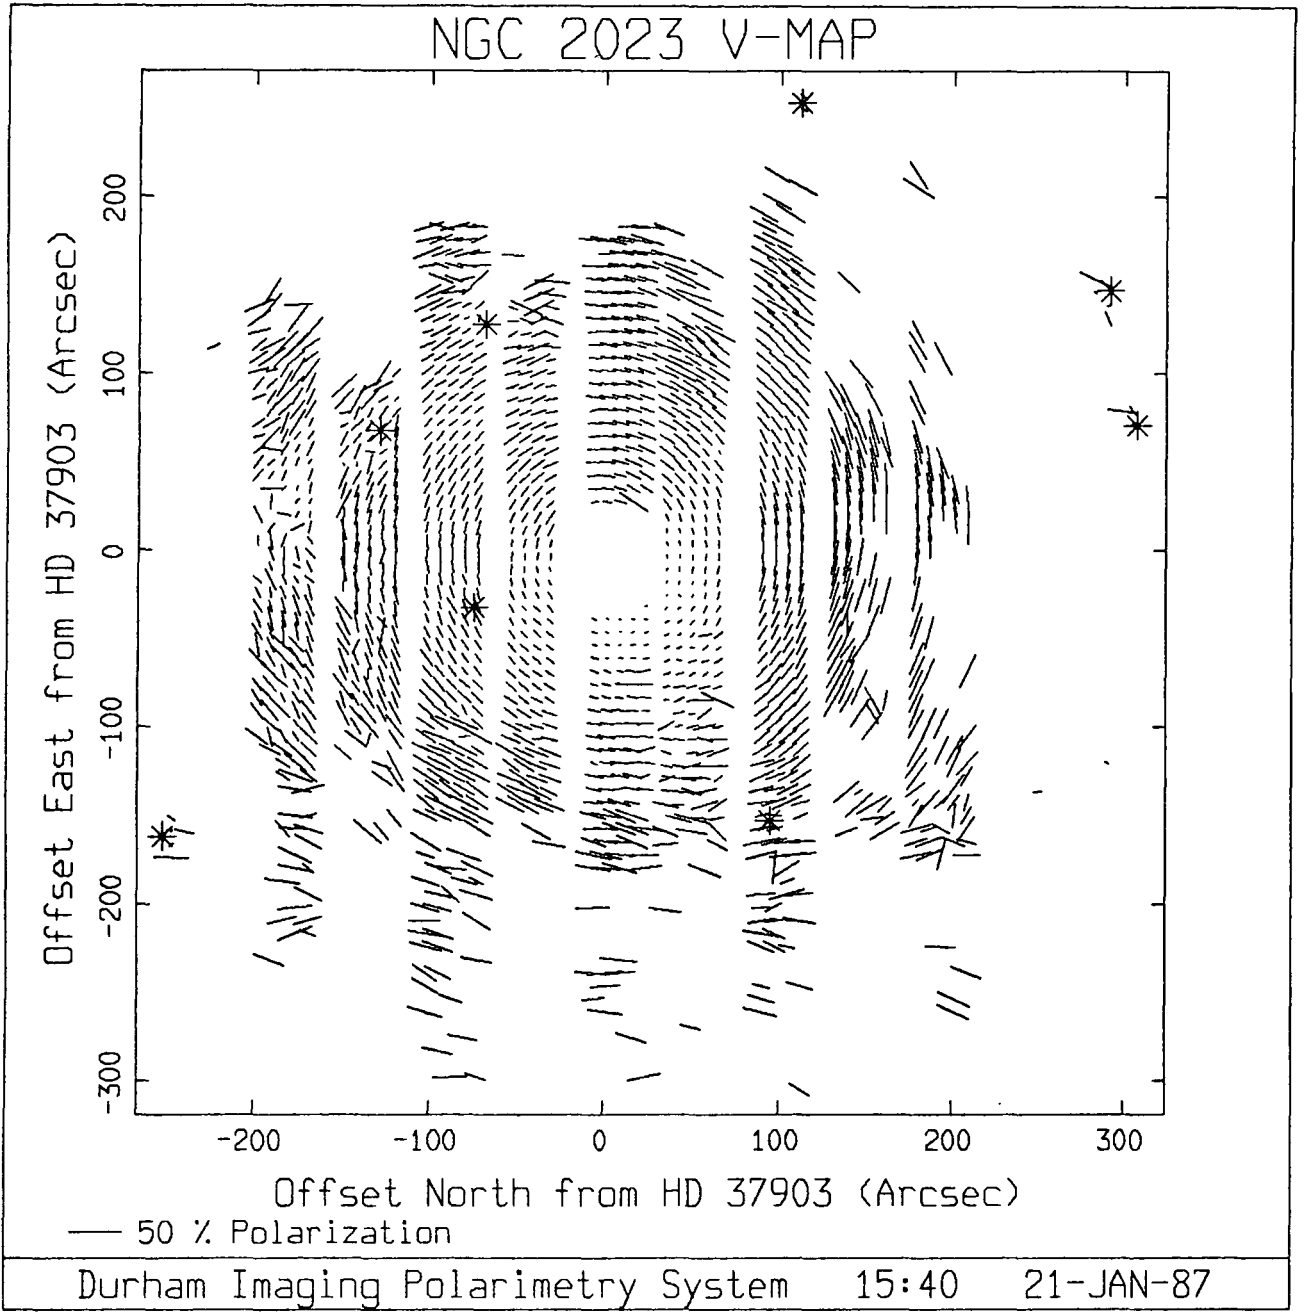 NGC 2023 V-MAP
Offset East from HD 37903 (Arcsec)
200
100
0
-100
-200
-300
-200 -100 0 100 200 300
Offset North from HD 37903 (Arcsec)
50 % Polarization
Durham Imaging Polarimetry System 15:40 21-JAN-87